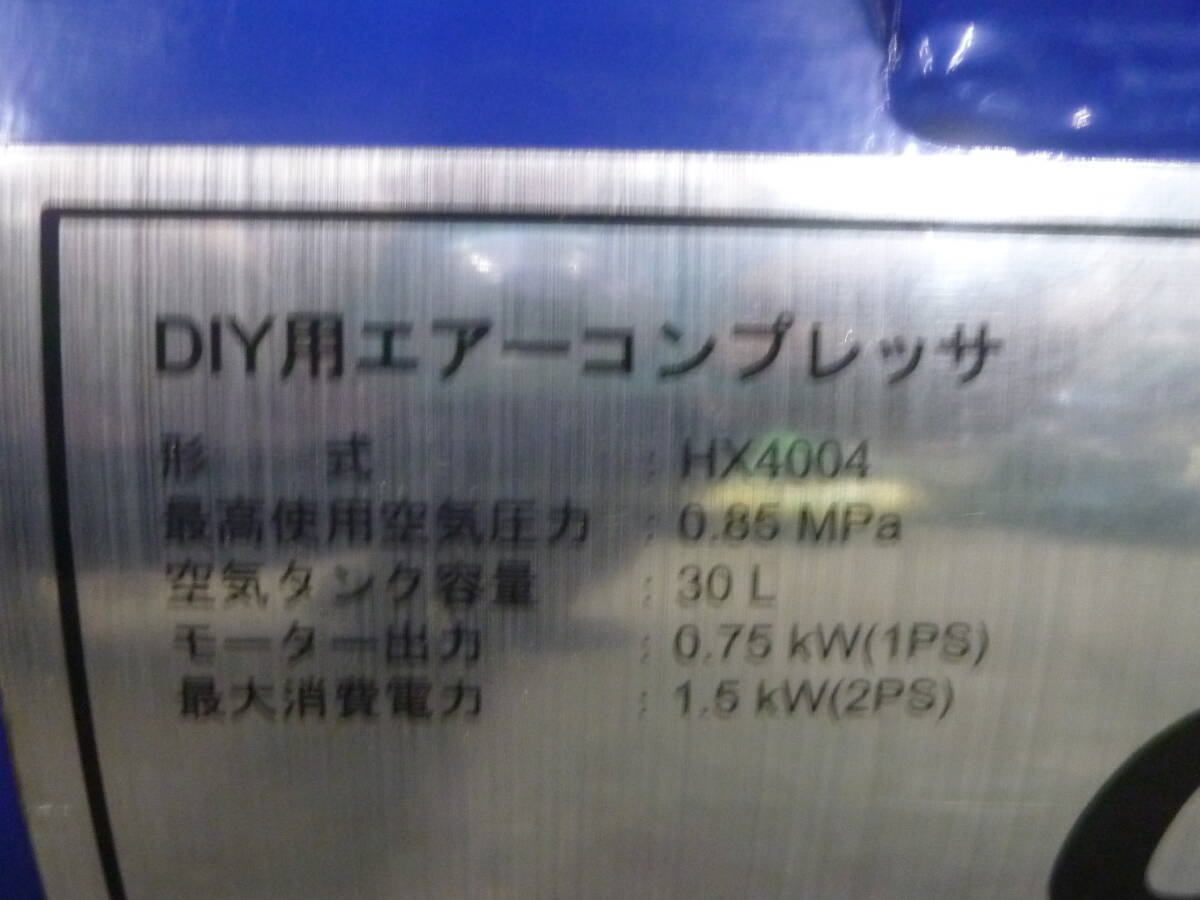 DIY用エアーコンプレッサ
形 式 : HX4004
最高使用空気圧力 : 0.85 MPa
空気タンク容量 : 30 L
モーター出力 : 0.75 kW(1PS)
最大消費電力 : 1.5 kW(2PS)